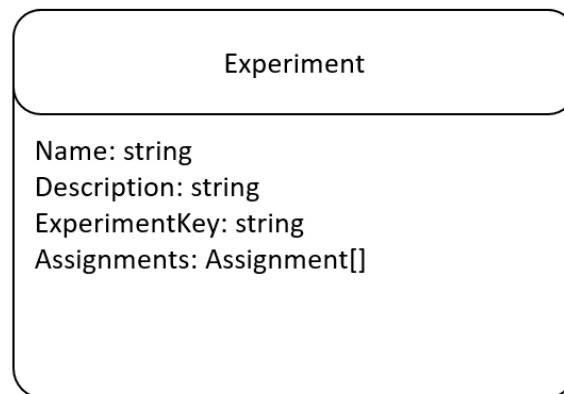 Experiment
Name: string
Description: string
ExperimentKey: string
Assignments: Assignment[]